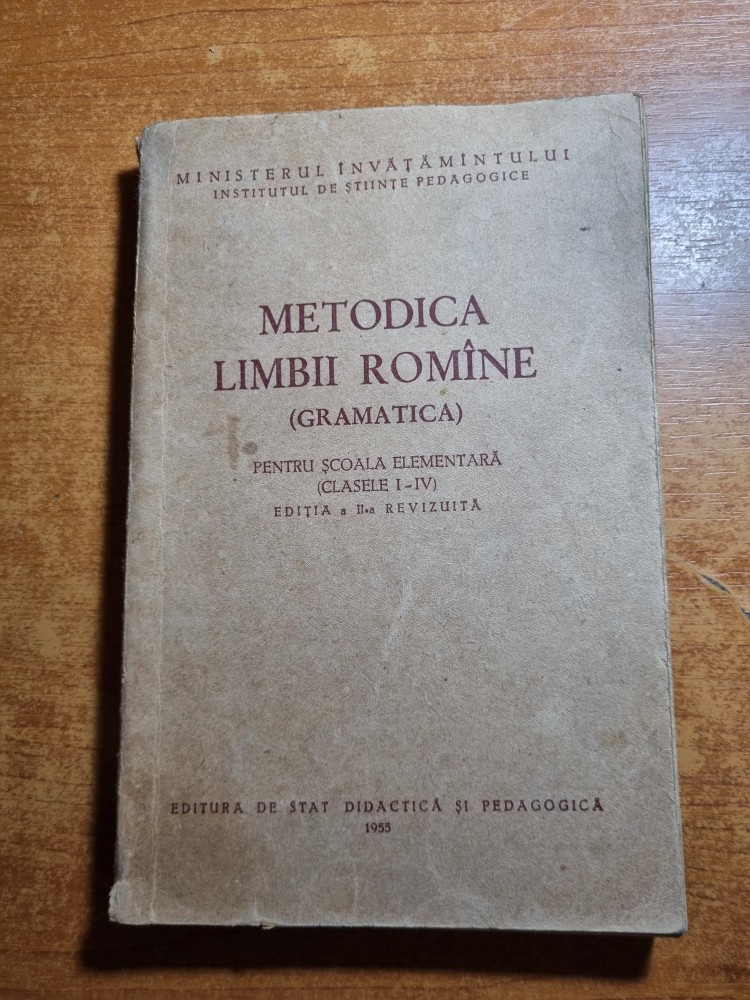 MINISTERUL ÎNVĂȚĂMÎNTULUI
INSTITUTUL DE ȘTIINȚE PEDAGOGICE
METODICA
LIMBII ROMÎNE
(GRAMATICA)
PENTRU ȘCOALA ELEMENTARĂ
(CLASELE I-IV)
EDIȚIA a II-a REVIZUITĂ
EDITURA DE STAT DIDACTICĂ ȘI PEDAGOGICĂ
1955